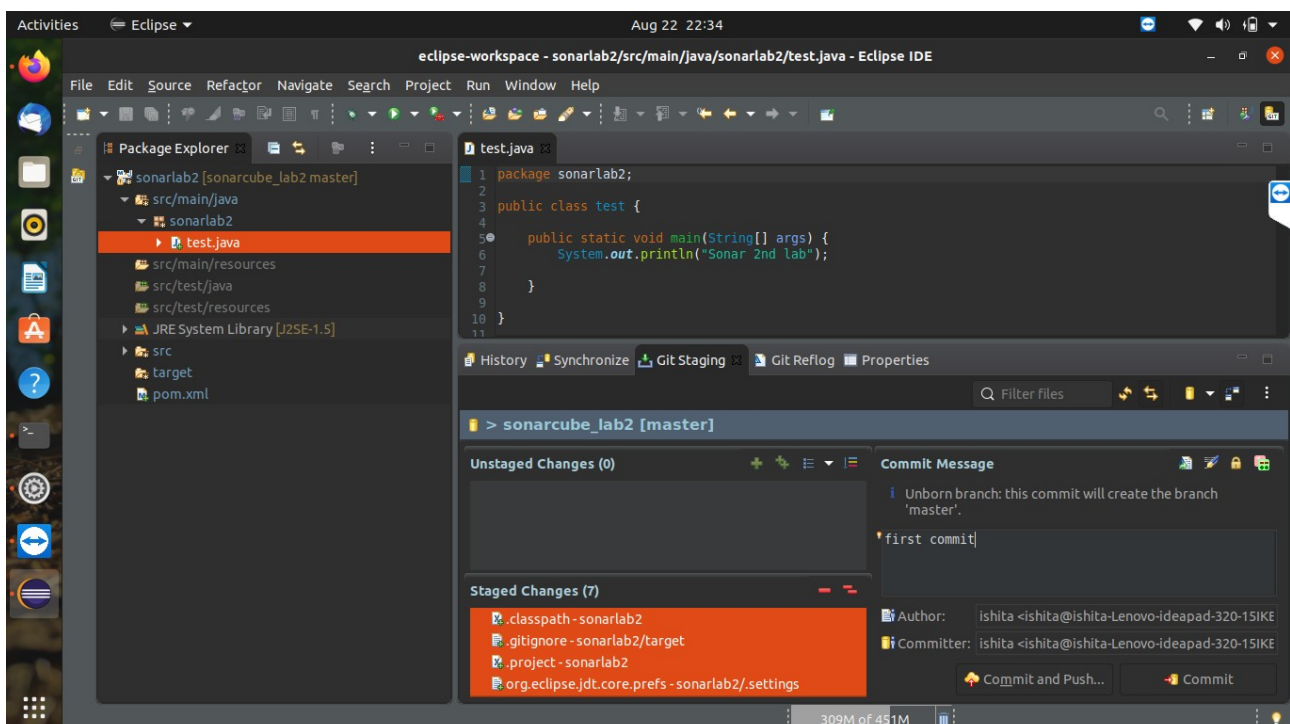 Activities Eclipse Aug 22 22:34
eclipse-workspace - sonarlab2/src/main/java/sonarlab2/test.java - Eclipse IDE
File Edit Source Refactor Navigate Search Project Run Window Help
Package Explorer
sonarlab2 [sonarcube_lab2 master]
src/main/java
sonarlab2
test.java
src/main/resources
src/test/java
src/test/resources
JRE System Library [J2SE-1.5]
src
target
pom.xml
test.java
1 package sonarlab2;
2
3 public class test {
4
5 public static void main(String[] args) {
6 System.out.println("Sonar 2nd lab");
7
8 }
9
10 }
11
History Synchronize Git Staging Git Reflog Properties
Filter files
> sonarcube_lab2 [master]
Unstaged Changes (0)
Staged Changes (7)
.classpath - sonarlab2
.gitignore - sonarlab2/target
.project - sonarlab2
org.eclipse.jdt.core.prefs - sonarlab2/.settings
Commit Message
Unborn branch: this commit will create the branch
'master'.
first commit
Author: ishita <ishita@ishita-Lenovo-ideapad-320-15IKE
Committer: ishita <ishita@ishita-Lenovo-ideapad-320-15IKE
Commit and Push... Commit
309M of 451M